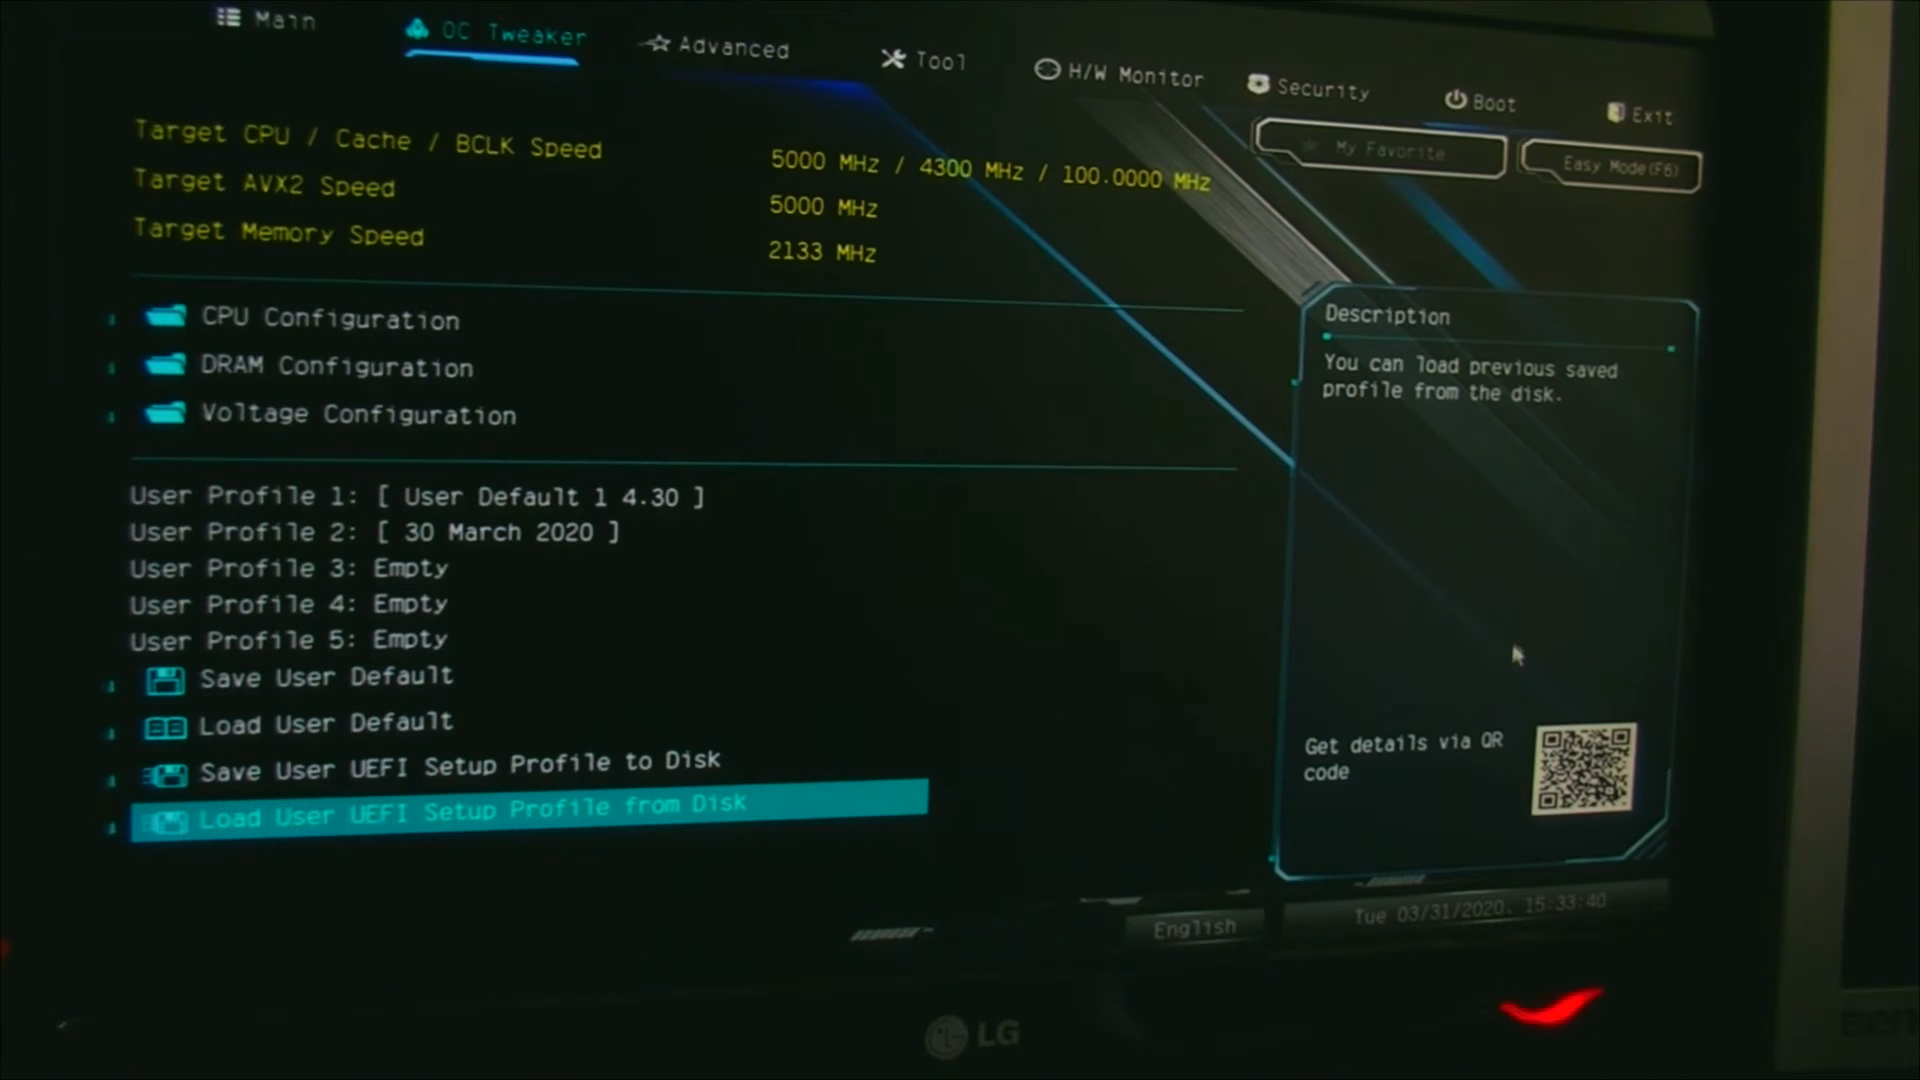 Main
OC Tweaker
Advanced
Tool
H/W Monitor
Security
Boot
Exit
My Favorite
Easy Mode(F6)
Target CPU / Cache / BCLK Speed 5000 MHz / 4300 MHz / 100.0000 MHz
Target AVX2 Speed 5000 MHz
Target Memory Speed 2133 MHz
CPU Configuration
DRAM Configuration
Voltage Configuration
User Profile 1: [ User Default 1 4.30 ]
User Profile 2: [ 30 March 2020 ]
User Profile 3: Empty
User Profile 4: Empty
User Profile 5: Empty
Save User Default
Load User Default
Save User UEFI Setup Profile to Disk
Load User UEFI Setup Profile from Disk
Description
You can load previous saved
profile from the disk.
Get details via QR
code
English
Tue 03/31/2020. 15:33:40
LG